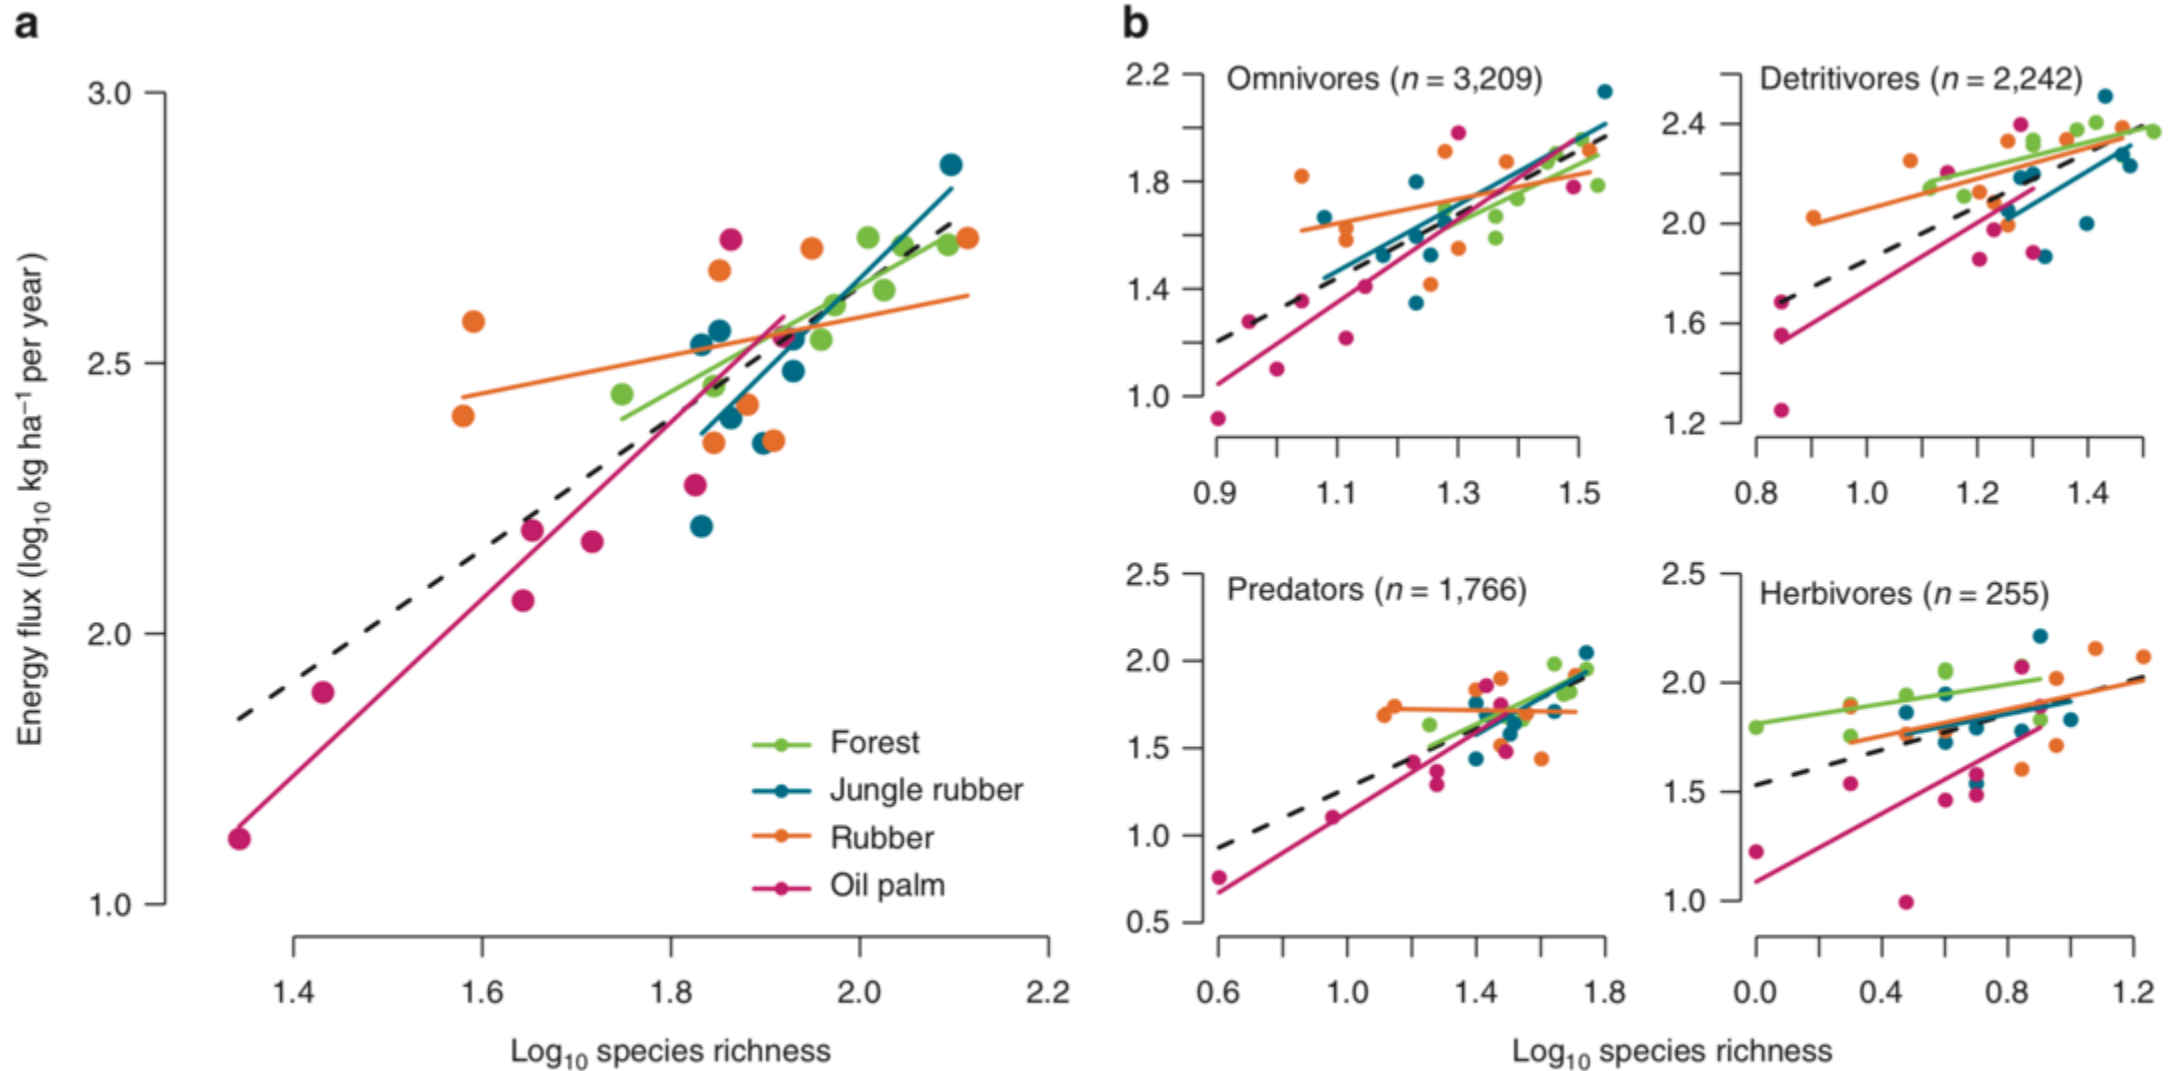 a
Energy flux (log10 kg ha−1 per year)
3.0
2.5
2.0
1.0
Forest
Jungle rubber
Rubber
Oil palm
1.4 1.6 1.8 2.0 2.2
Log10 species richness
b
Omnivores (n = 3,209)
2.2
1.8
1.4
1.0
0.9 1.1 1.3 1.5
Detritivores (n = 2,242)
2.4
2.0
1.6
1.2
0.8 1.0 1.2 1.4
Predators (n = 1,766)
2.5
2.0
1.5
1.0
0.5
0.6 1.0 1.4 1.8
Herbivores (n = 255)
2.5
2.0
1.5
1.0
0.0 0.4 0.8 1.2
Log10 species richness